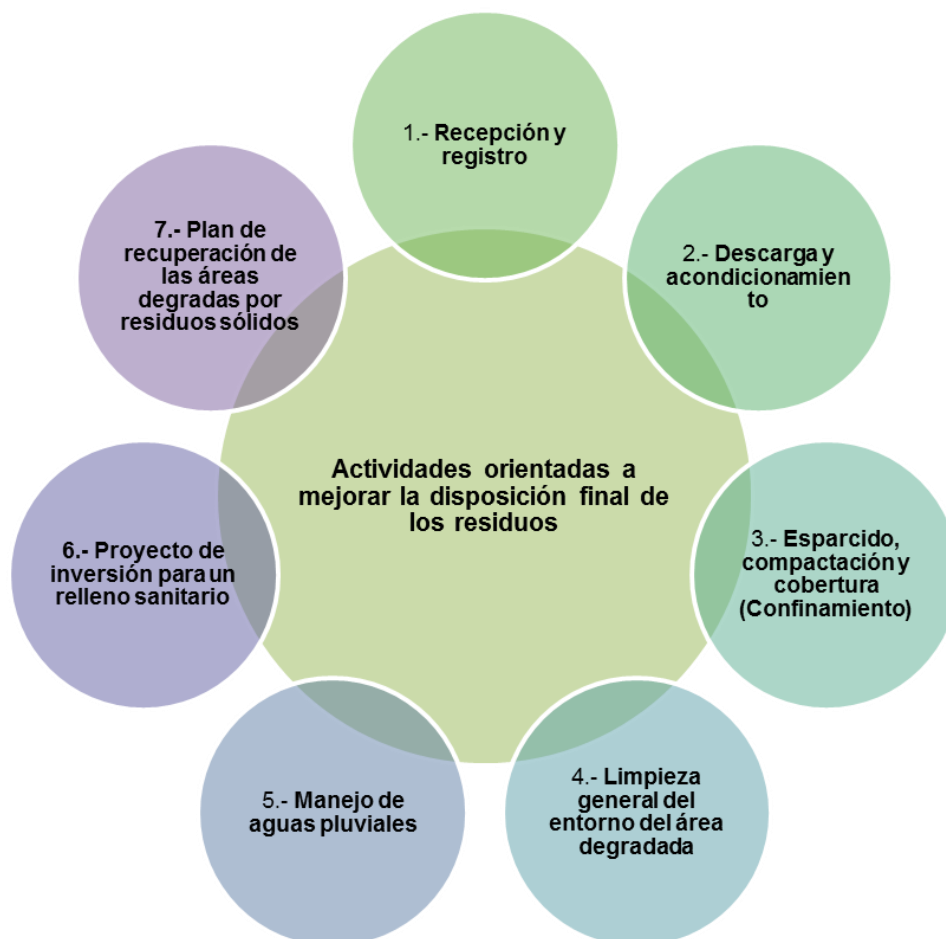 1.- Recepción y
registro
2.- Descarga y
acondicionamien
to
3.- Esparcido,
compactación y
cobertura
(Confinamiento)
4.- Limpieza
general del
entorno del área
degradada
5.- Manejo de
aguas pluviales
6.- Proyecto de
inversión para un
relleno sanitario
7.- Plan de
recuperación de
las áreas
degradas por
residuos sólidos
Actividades orientadas a
mejorar la disposición final de
los residuos